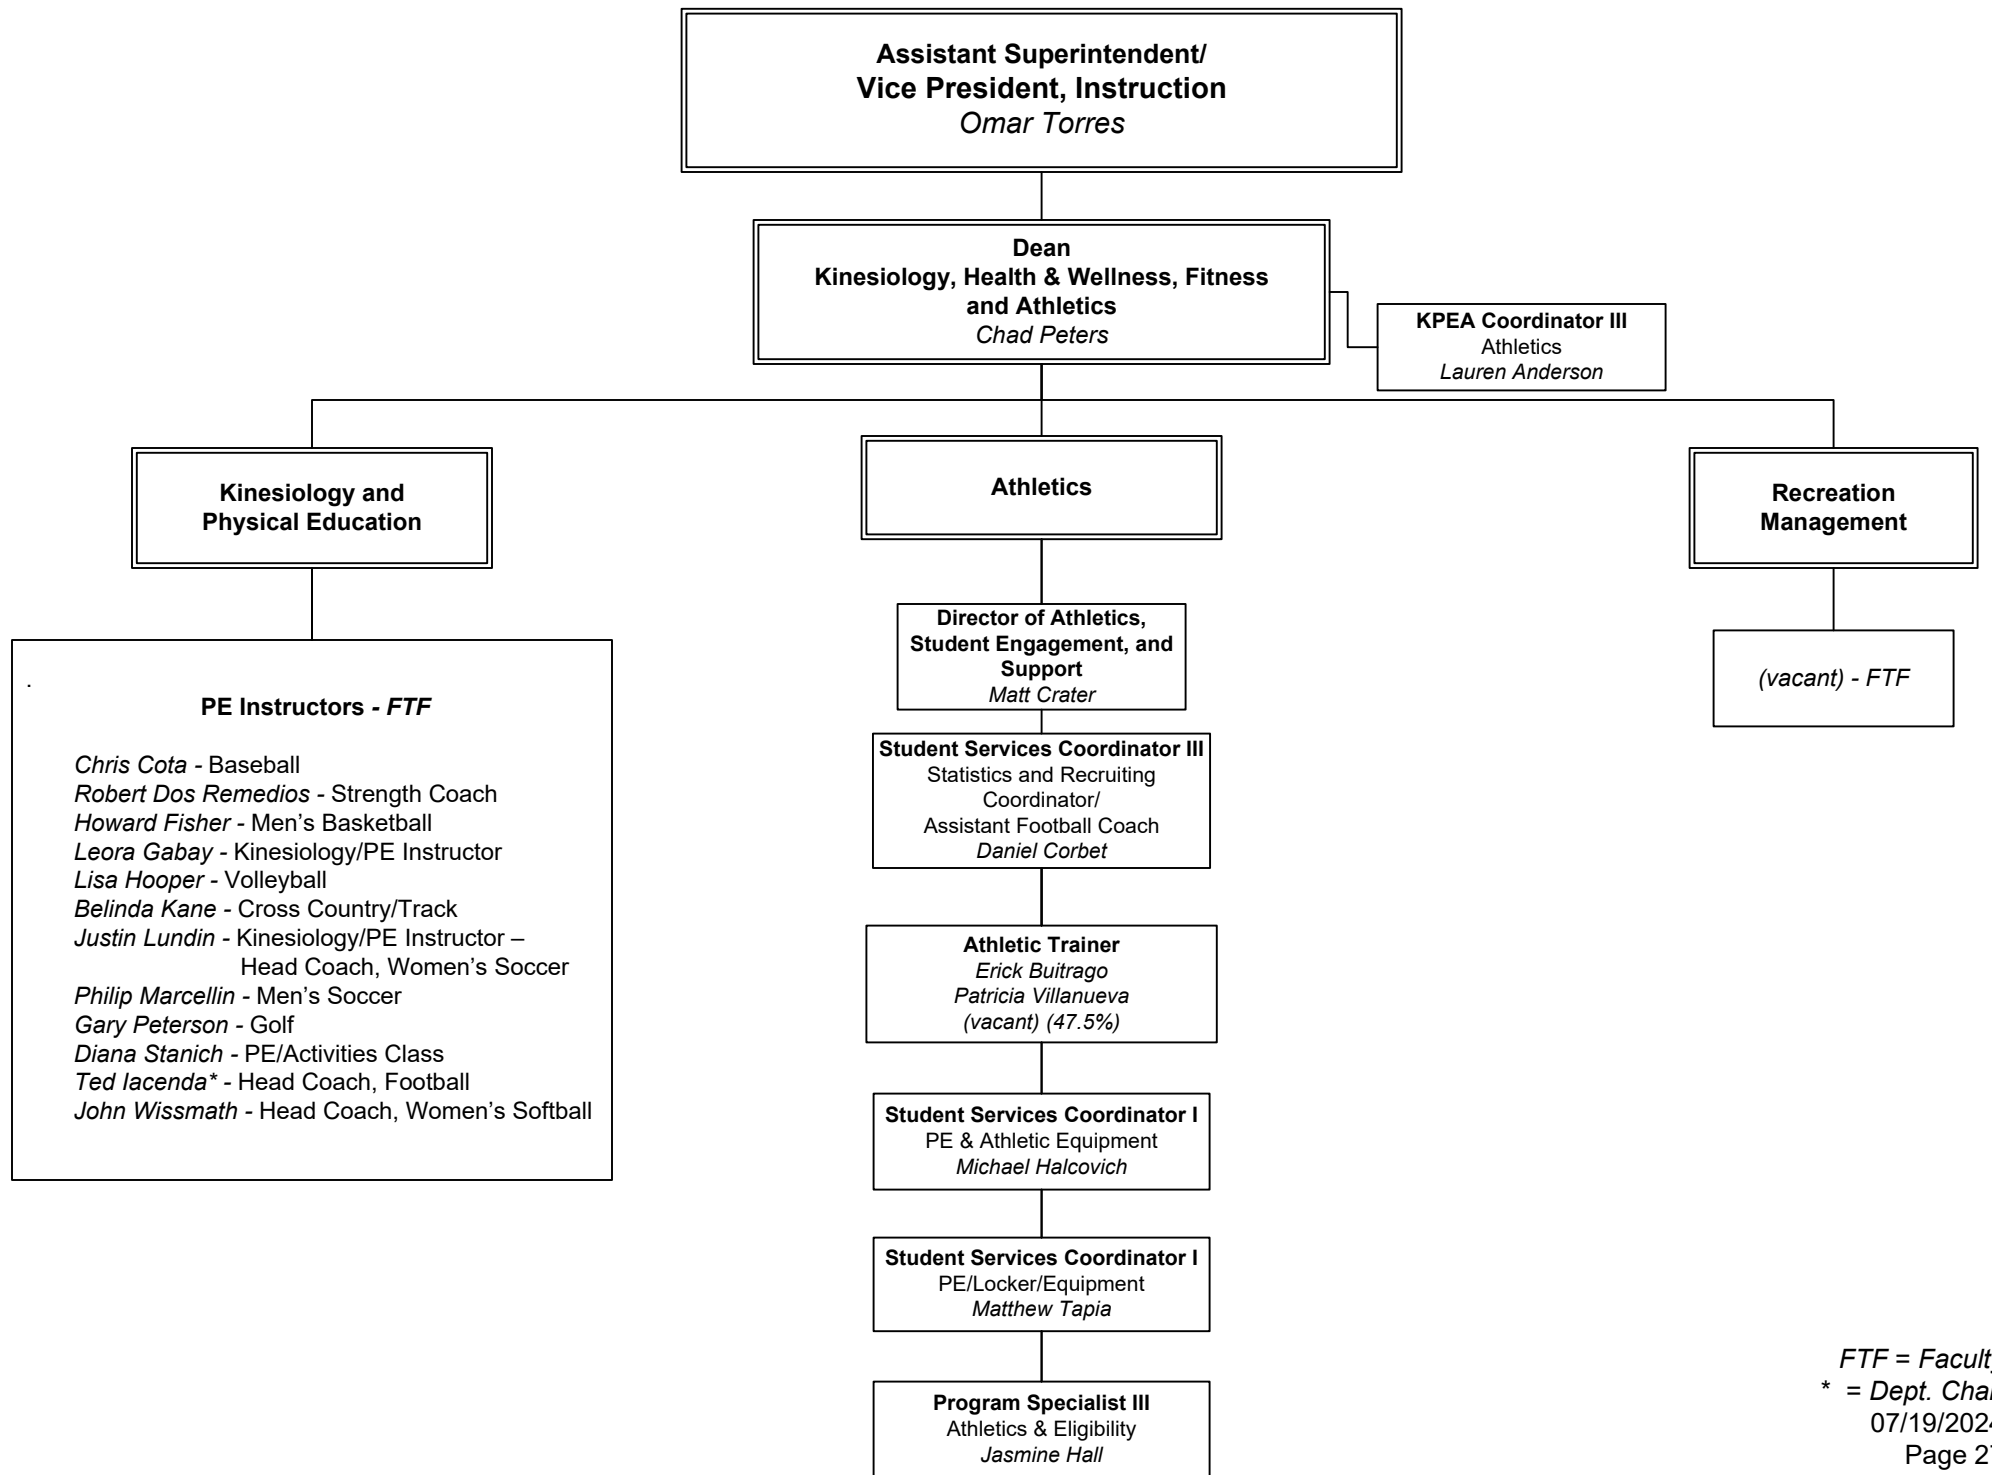 Assistant Superintendent/
Vice President, Instruction
Omar Torres
Dean
Kinesiology, Health & Wellness, Fitness
and Athletics
Chad Peters
KPEA Coordinator III
Athletics
Lauren Anderson
Kinesiology and
Physical Education
Athletics
Recreation
Management
.
PE Instructors - FTF
Chris Cota - Baseball
Robert Dos Remedios - Strength Coach
Howard Fisher - Men’s Basketball
Leora Gabay - Kinesiology/PE Instructor
Lisa Hooper - Volleyball
Belinda Kane - Cross Country/Track
Justin Lundin - Kinesiology/PE Instructor –
Head Coach, Women’s Soccer
Philip Marcellin - Men’s Soccer
Gary Peterson - Golf
Diana Stanich - PE/Activities Class
Ted Iacenda* - Head Coach, Football
John Wissmath - Head Coach, Women’s Softball
Director of Athletics,
Student Engagement, and
Support
Matt Crater
Student Services Coordinator III
Statistics and Recruiting
Coordinator/
Assistant Football Coach
Daniel Corbet
Athletic Trainer
Erick Buitrago
Patricia Villanueva
(vacant) (47.5%)
Student Services Coordinator I
PE & Athletic Equipment
Michael Halcovich
Student Services Coordinator I
PE/Locker/Equipment
Matthew Tapia
Program Specialist III
Athletics & Eligibility
Jasmine Hall
(vacant) - FTF
FTF = Faculty
* = Dept. Chair
07/19/2024
Page 27